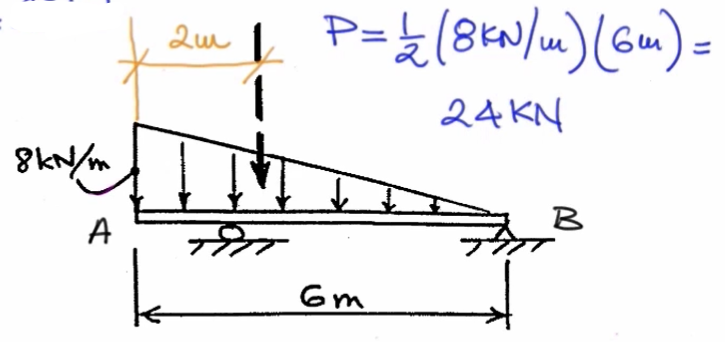 2m
P = 1/2 (8KN/m)(6m) =
24KN
8kN/m
A
B
6m